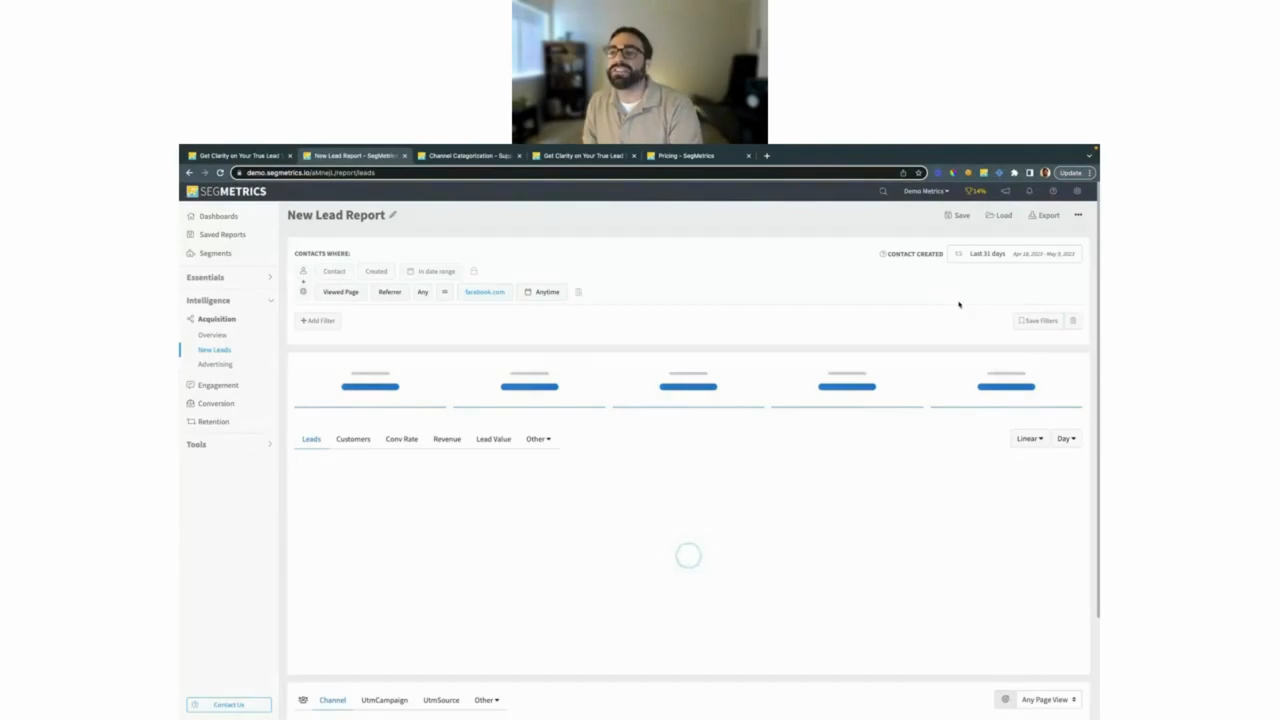 Get Clarity on Your True Lead
New Lead Report - SegMetric
Channel Categorization - Sup
Get Clarity on Your True Lead
Pricing - SegMetrics
demo.segmetrics.io/aMnejL/report/leads
Update
SEGMETRICS
Demo Metrics
14%
Dashboards
Saved Reports
Segments
Essentials
Intelligence
Acquisition
Overview
New Leads
Advertising
Engagement
Conversion
Retention
Tools
Contact Us
New Lead Report
Save
Load
Export
CONTACTS WHERE:
CONTACT CREATED
Last 31 days
Contact
Created
In date range
Viewed Page
Referrer
Any
=
facebook.com
Anytime
+ Add Filter
Save Filters
Leads
Customers
Conv Rate
Revenue
Lead Value
Other
Linear
Day
Channel
UtmCampaign
UtmSource
Other
Any Page View